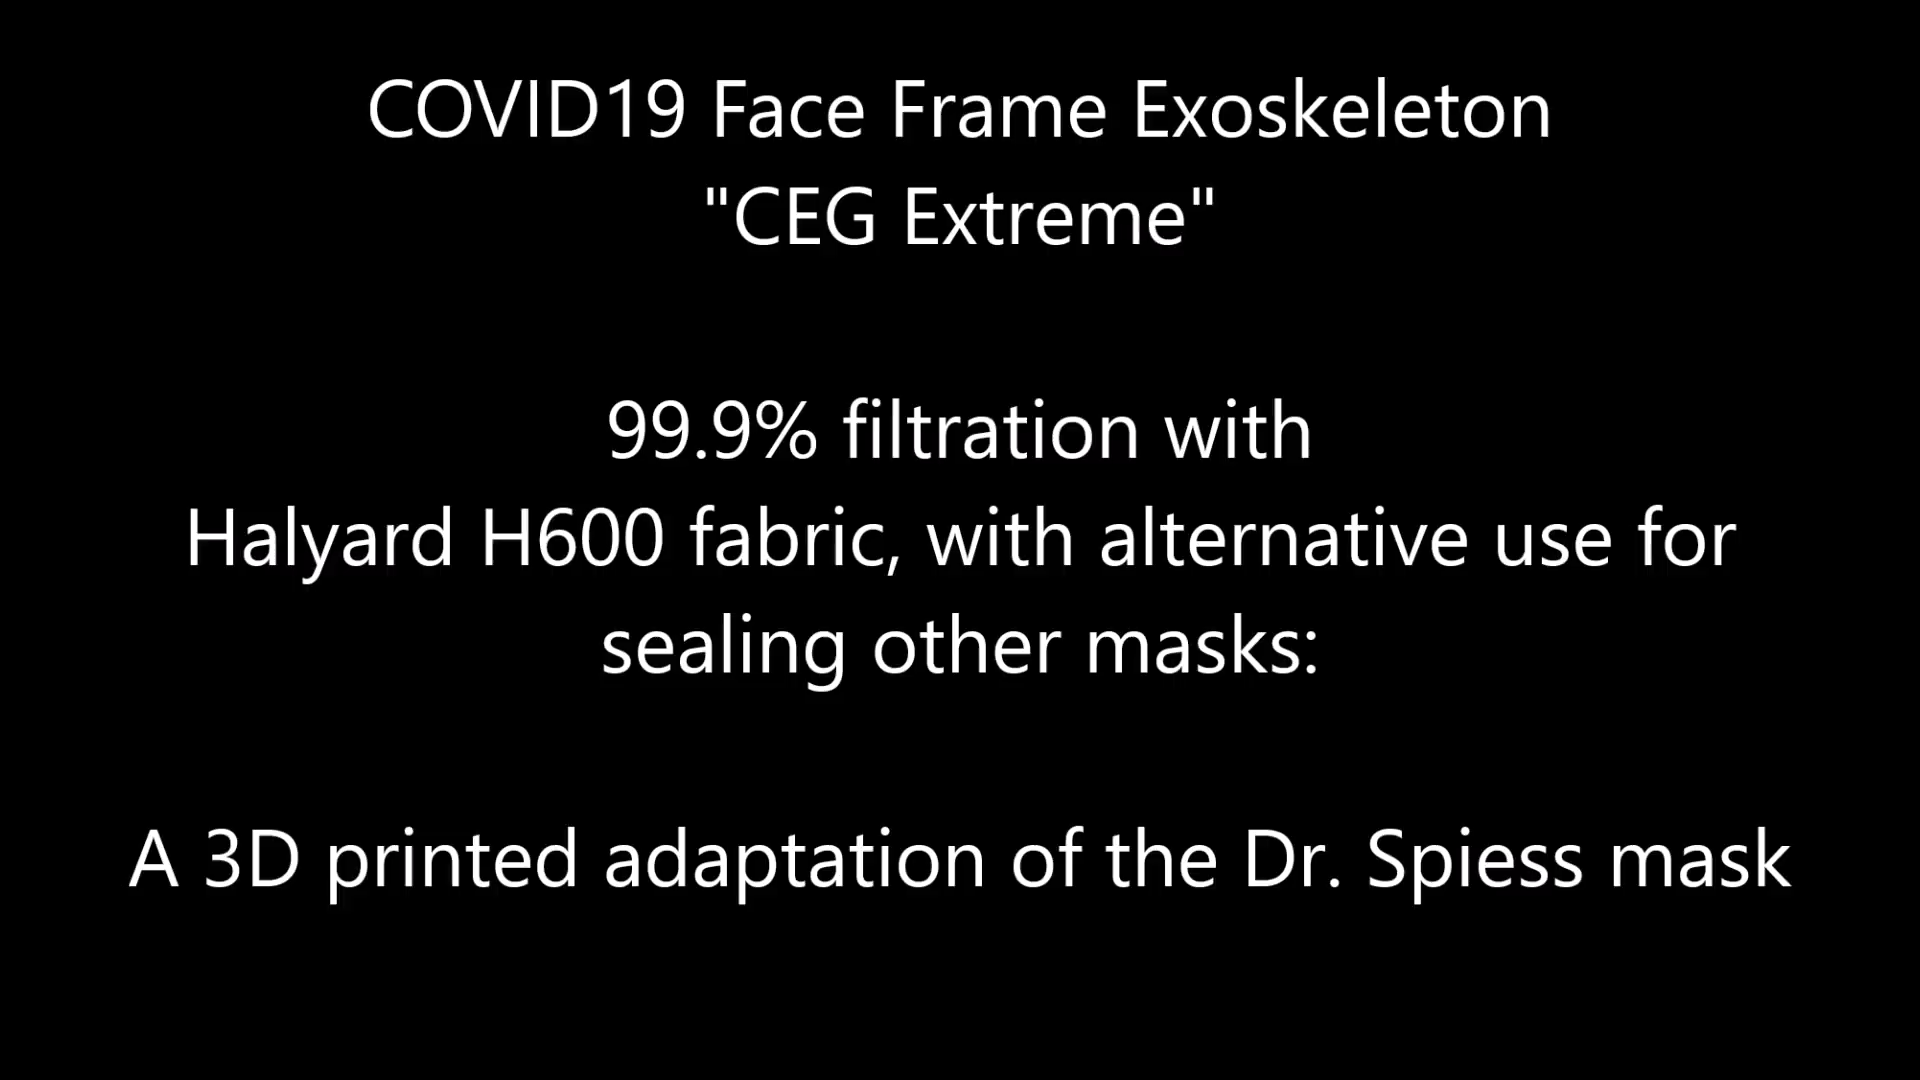 COVID19 Face Frame Exoskeleton
"CEG Extreme"
99.9% filtration with
Halyard H600 fabric, with alternative use for
sealing other masks:
A 3D printed adaptation of the Dr. Spiess mask